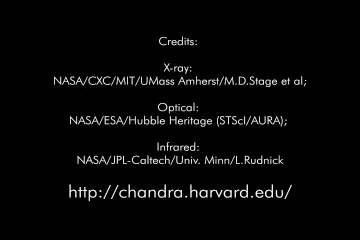 Credits:
X-ray:
NASA/CXC/MIT/UMass Amherst/M.D.Stage et al;
Optical:
NASA/ESA/Hubble Heritage (STScI/AURA);
Infrared:
NASA/JPL-Caltech/Univ. Minn/L.Rudnick
http://chandra.harvard.edu/